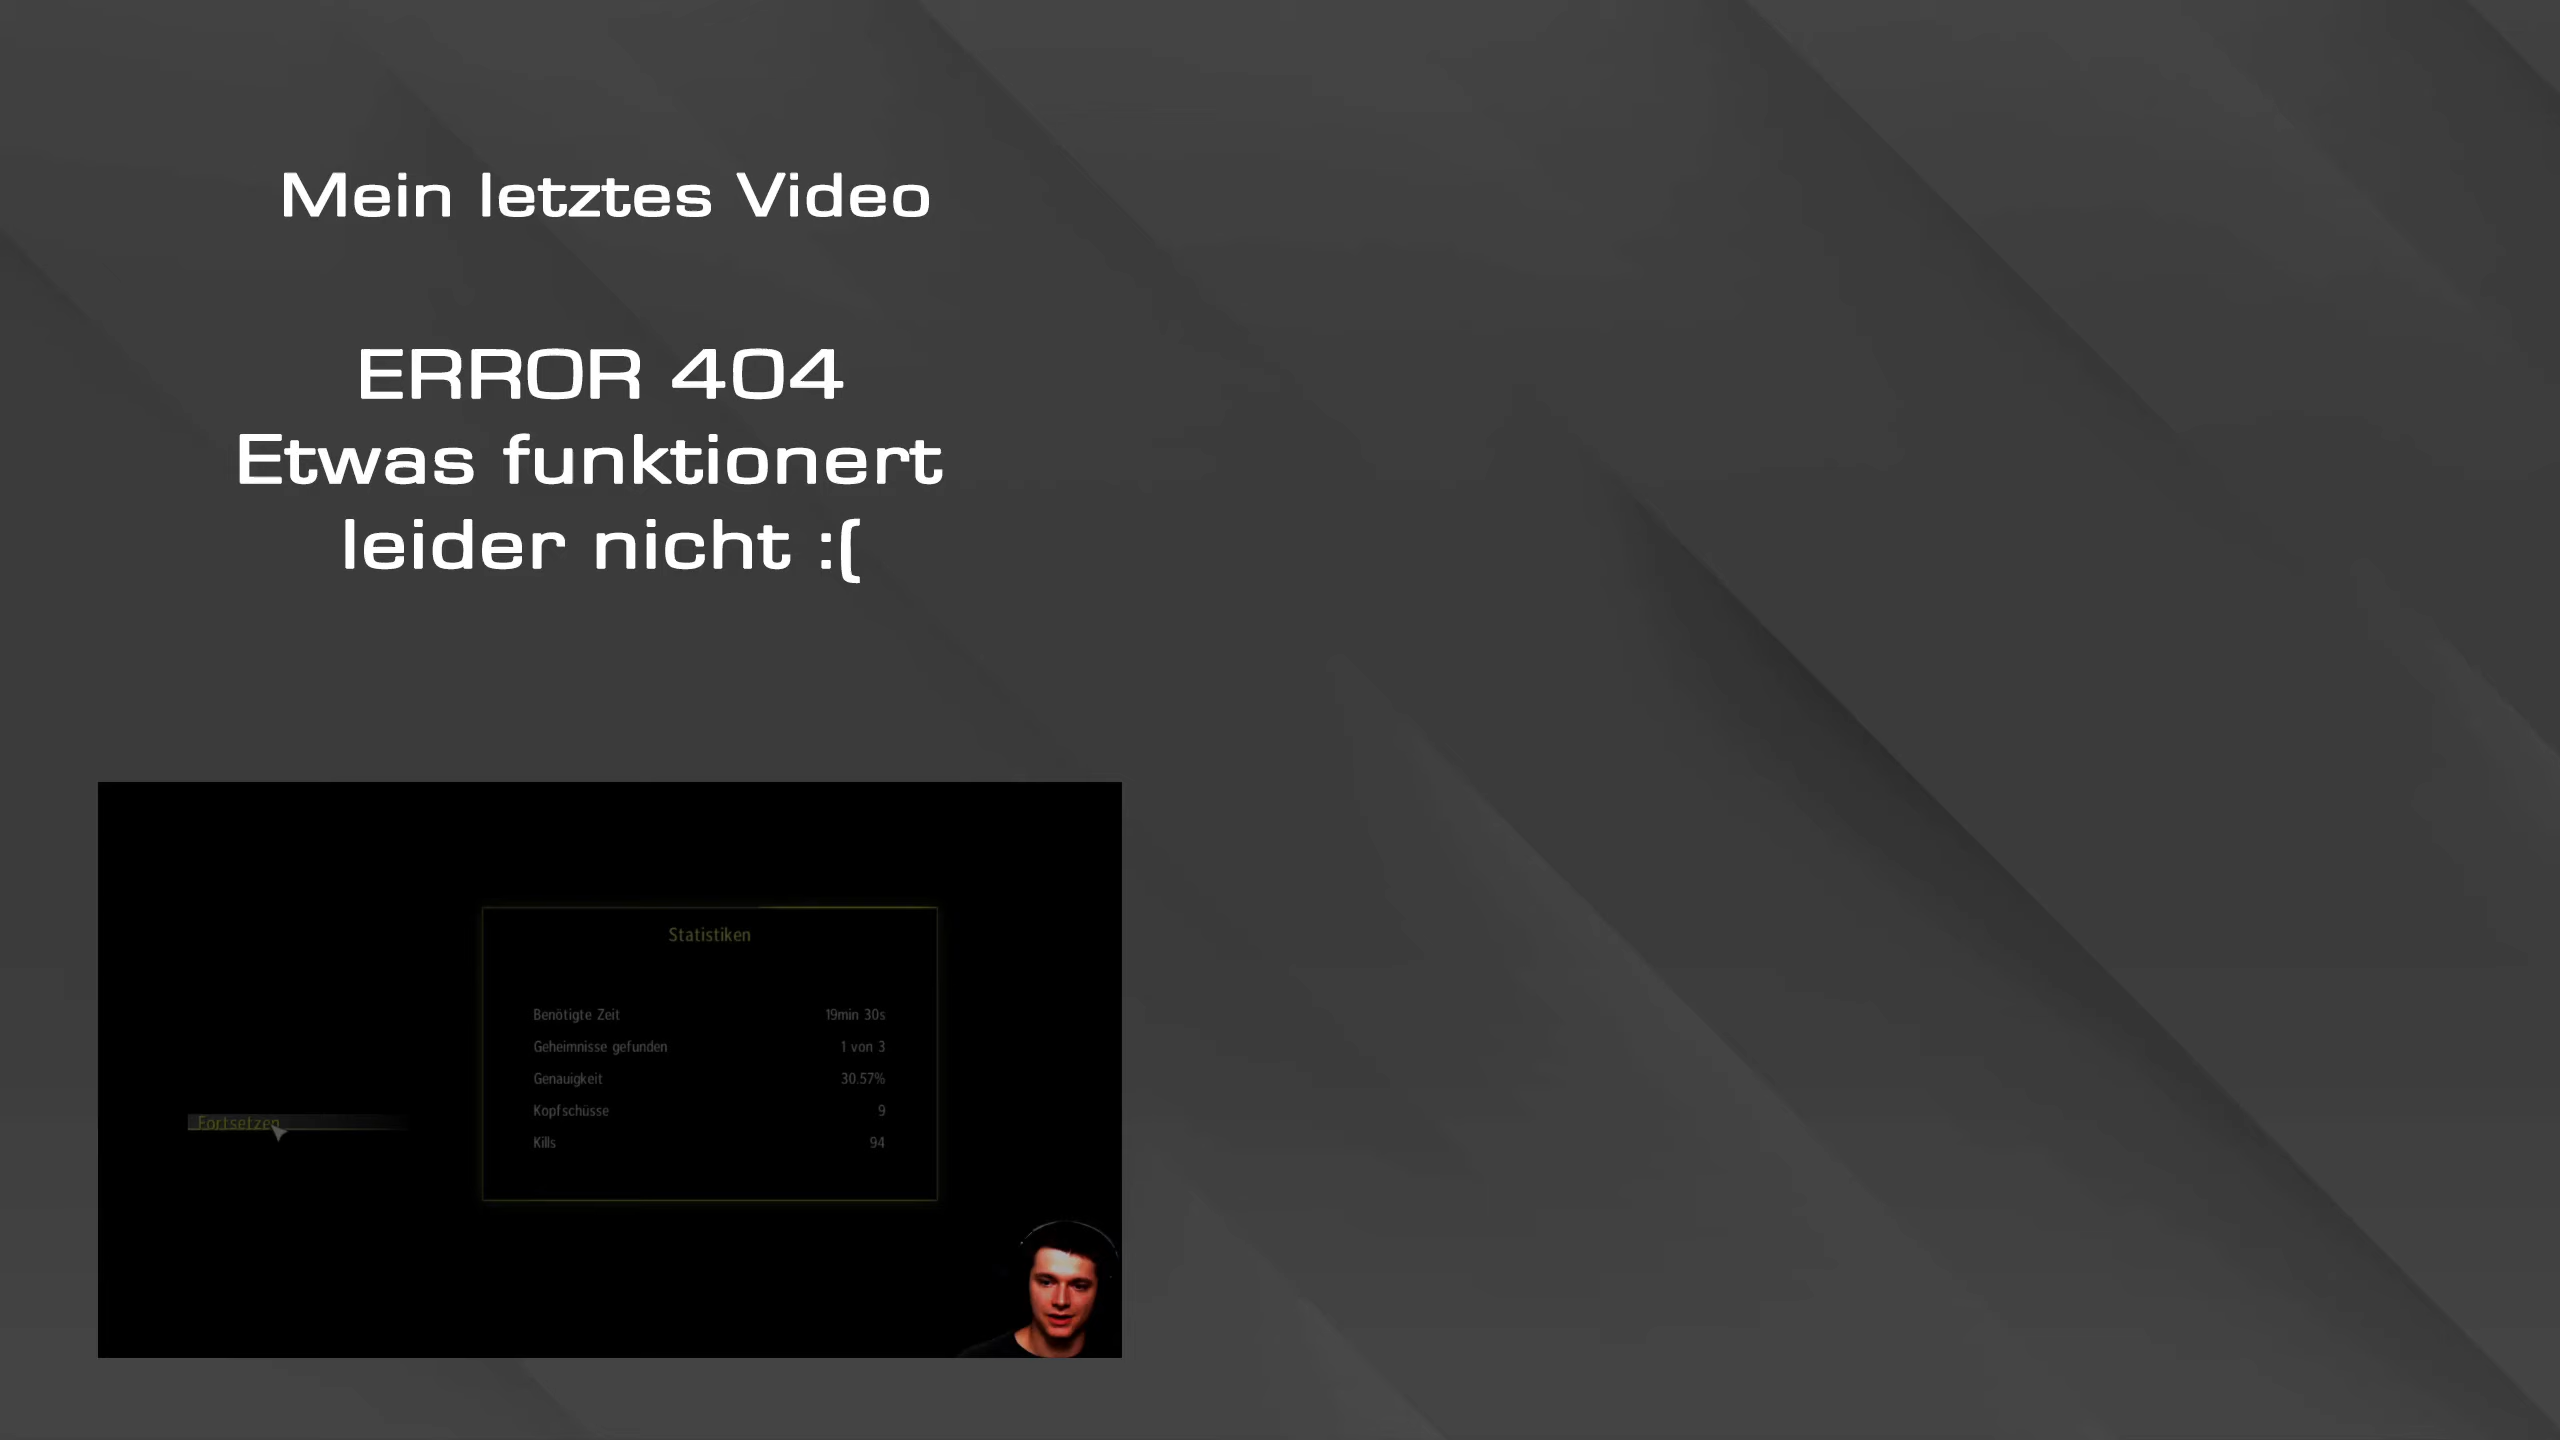 Mein letztes Video
ERROR 404
Etwas funktionert
leider nicht :(
Statistiken
Benötigte Zeit 19min 30s
Geheimnisse gefunden 1 von 3
Genauigkeit 30.57%
Kopfschüsse 9
Fortsetzen
Kills 94